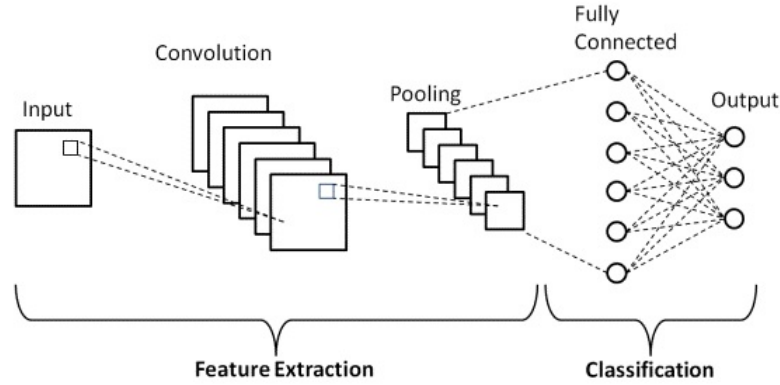 Input
Convolution
Pooling
Fully
Connected
Output
Feature Extraction
Classification